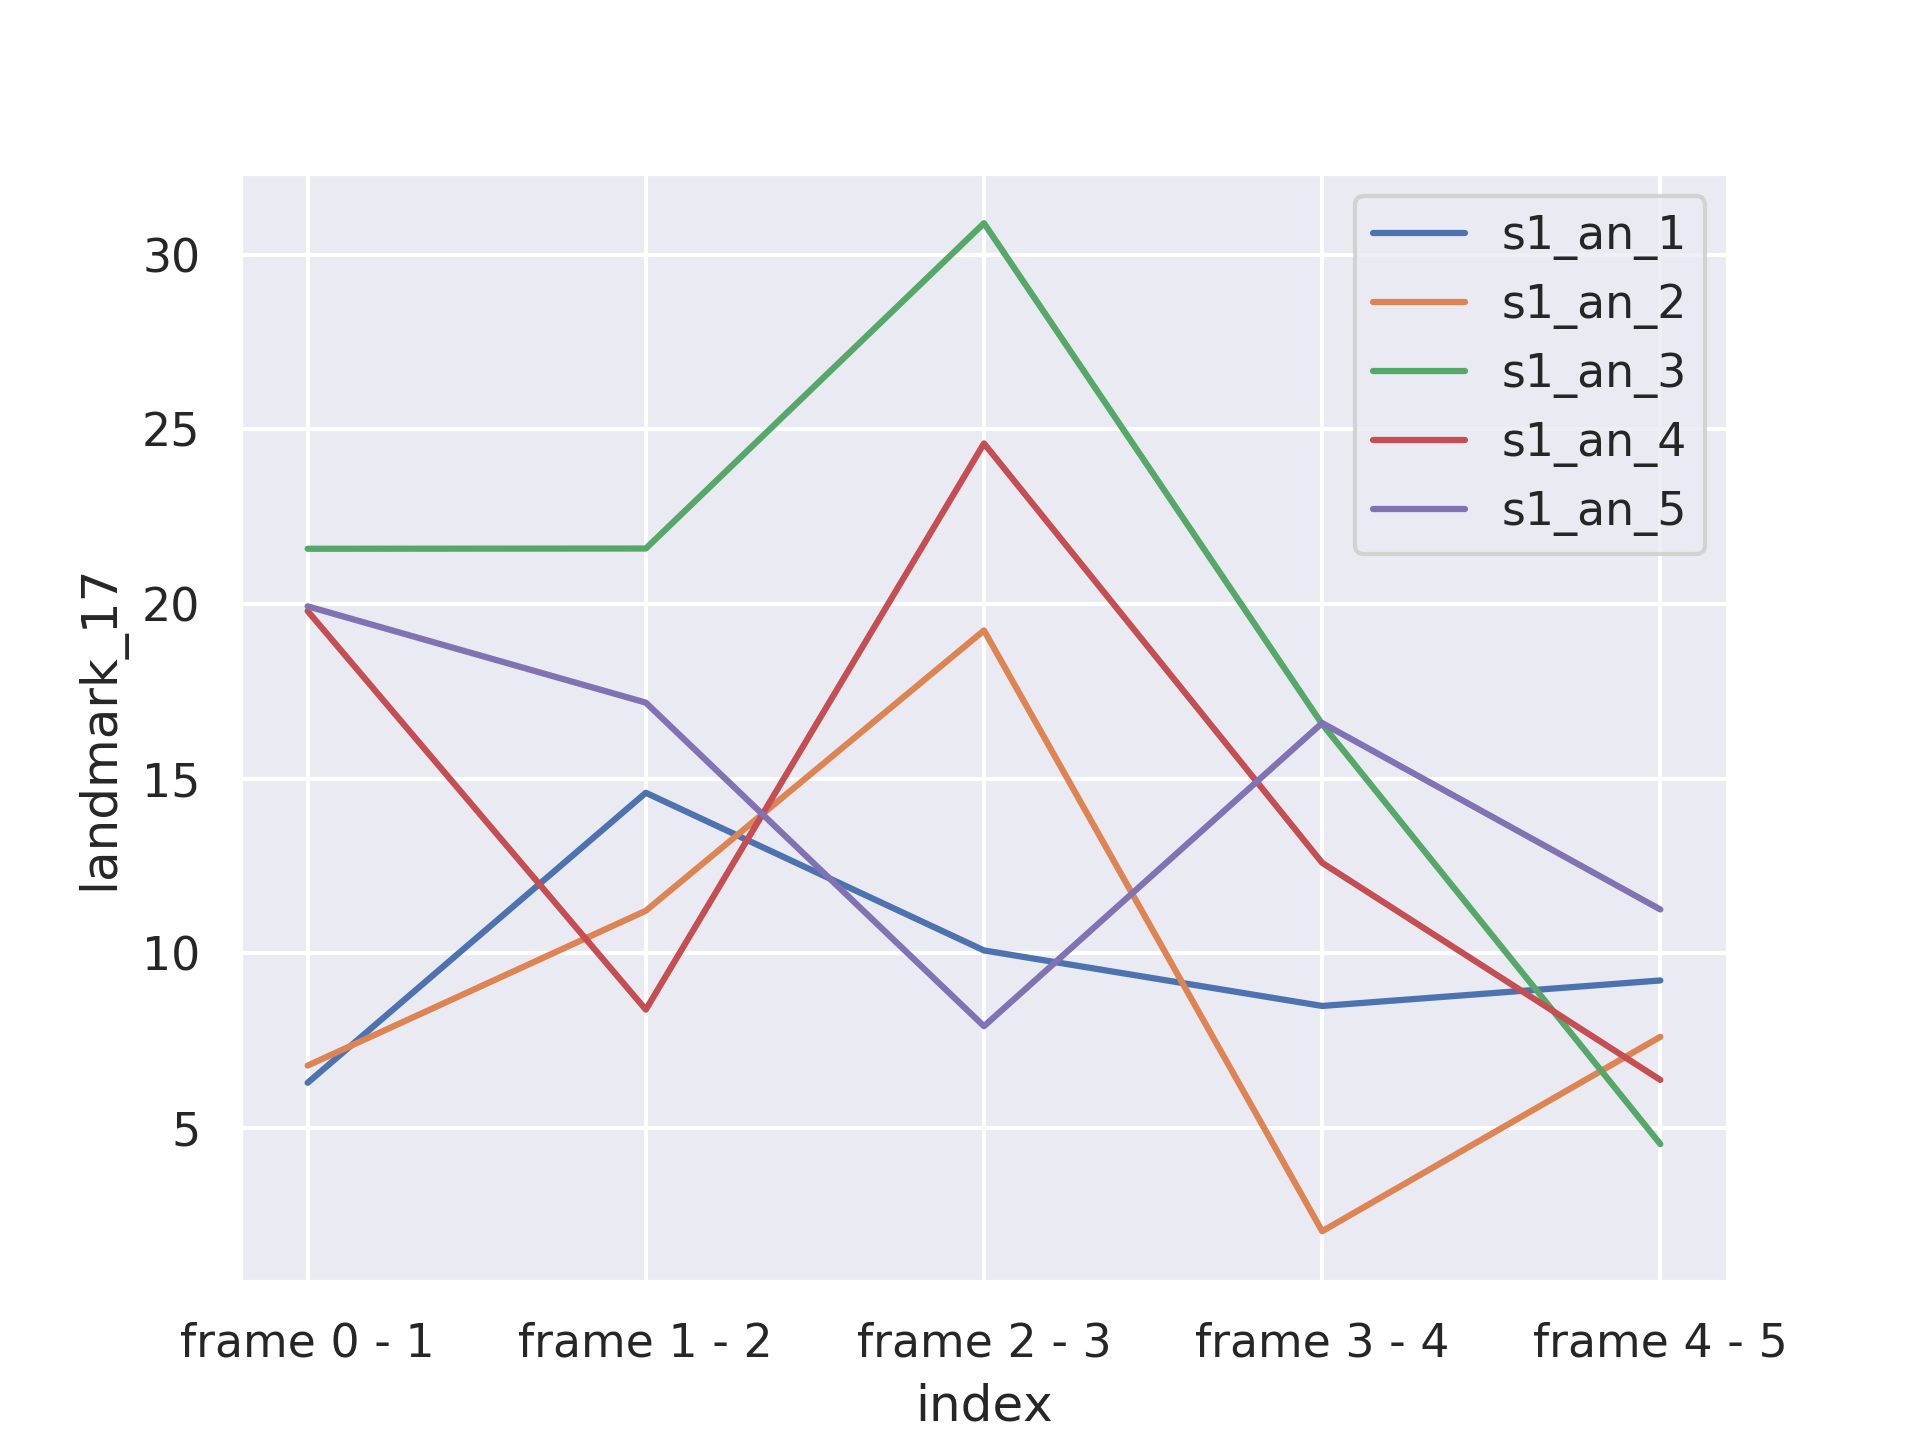 s1_an_1
s1_an_2
s1_an_3
s1_an_4
s1_an_5
30
25
20
15
10
5
landmark_17
frame 0 - 1
frame 1 - 2
frame 2 - 3
frame 3 - 4
frame 4 - 5
index